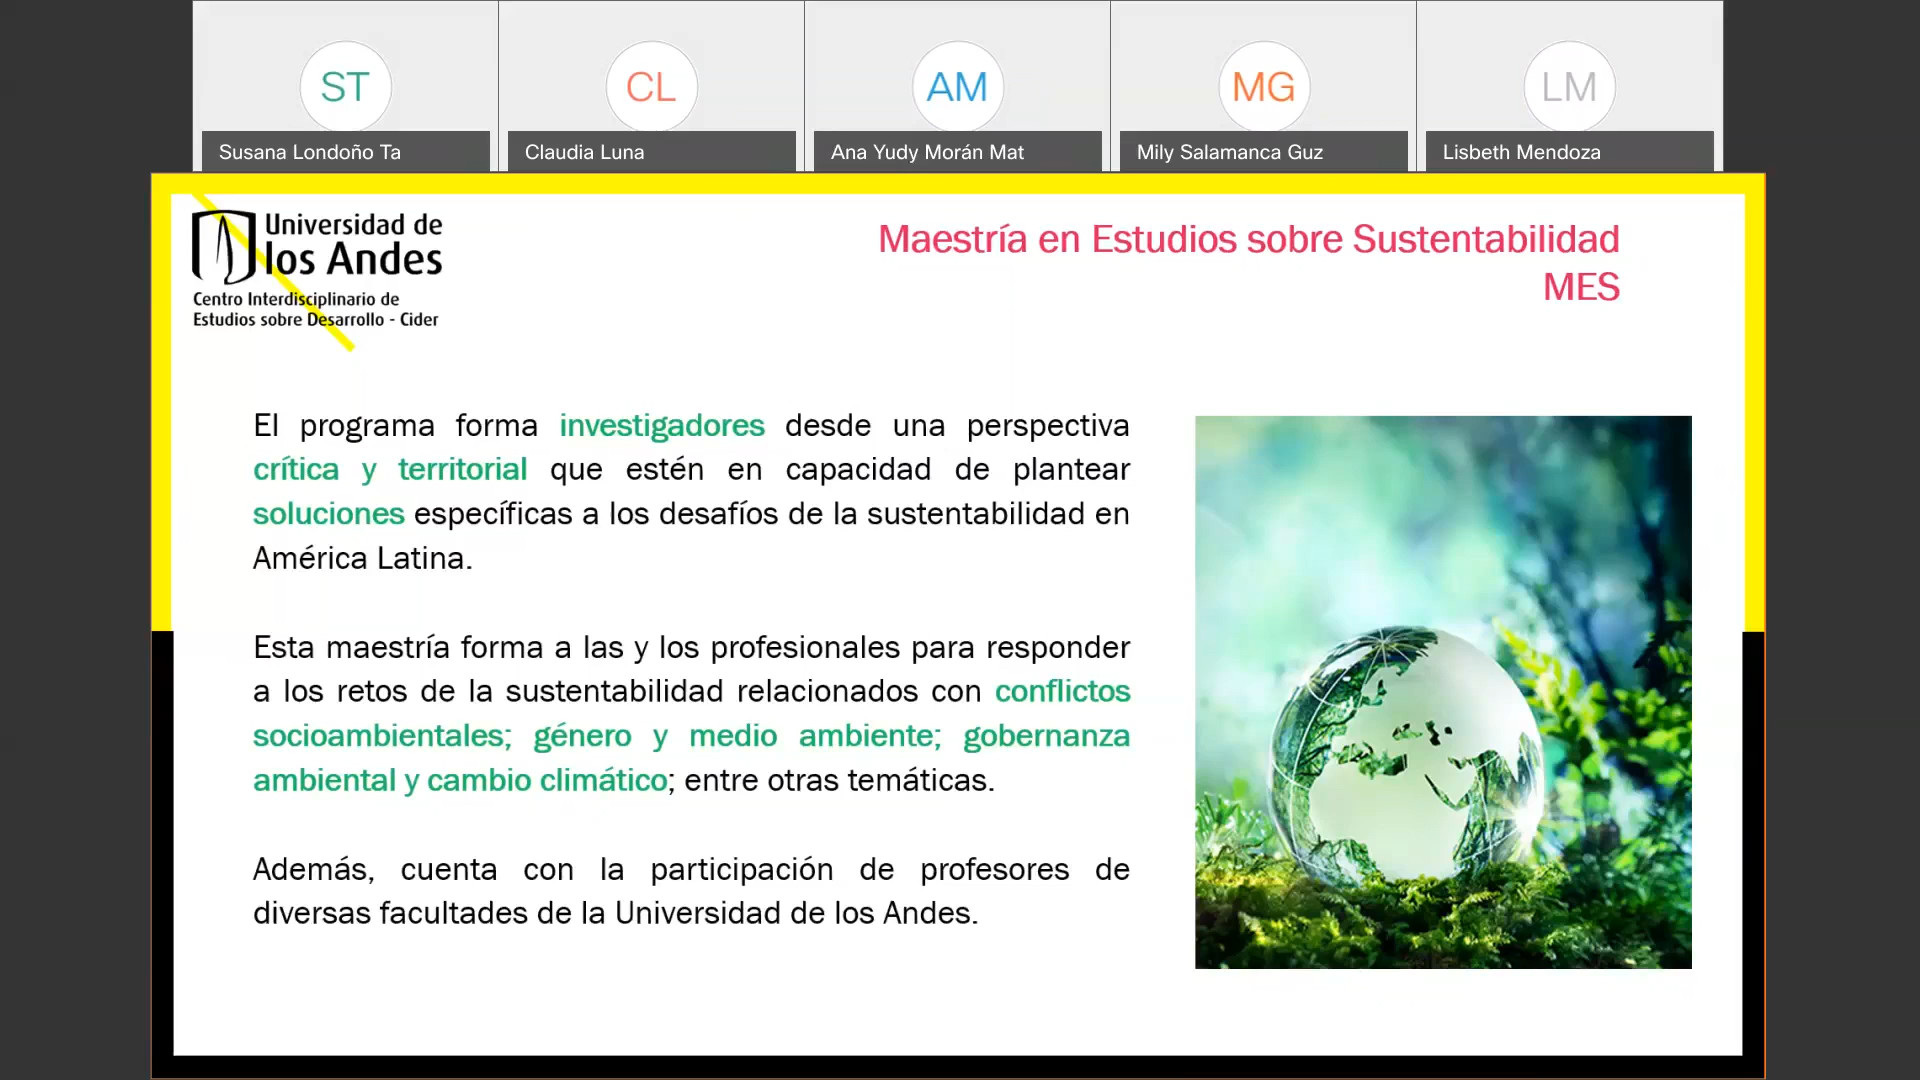 ST
CL
AM
MG
LM
Susana Londoño Ta
Claudia Luna
Ana Yudy Morán Mat
Mily Salamanca Guz
Lisbeth Mendoza
Universidad de
los Andes
Centro Interdisciplinario de
Estudios sobre Desarrollo - Cider
Maestría en Estudios sobre Sustentabilidad
MES
El programa forma investigadores desde una perspectiva
crítica y territorial que estén en capacidad de plantear
soluciones específicas a los desafíos de la sustentabilidad en
América Latina.
Esta maestría forma a las y los profesionales para responder
a los retos de la sustentabilidad relacionados con conflictos
socioambientales; género y medio ambiente; gobernanza
ambiental y cambio climático; entre otras temáticas.
Además, cuenta con la participación de profesores de
diversas facultades de la Universidad de los Andes.